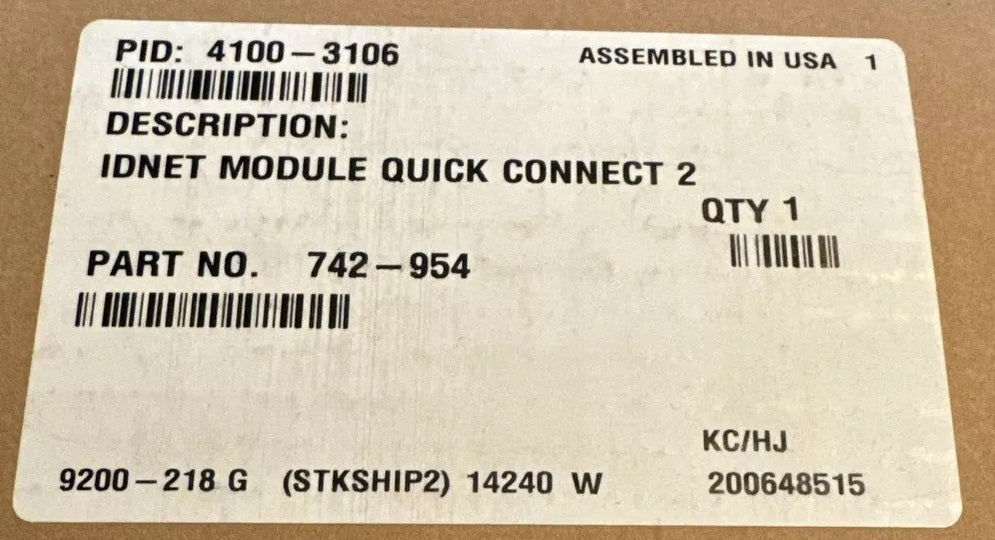 PID: 4100-3106 ASSEMBLED IN USA 1
DESCRIPTION:
IDNET MODULE QUICK CONNECT 2
QTY 1
PART NO. 742-954
KC/HJ
9200-218 G (STKSHIP2) 14240 W 200648515